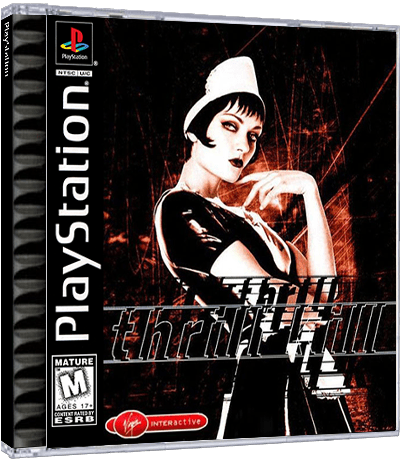 PlayStation
PlayStation
NTSC U/C
PlayStation®
thrill kill
MATURE
M
AGES 17+
CONTENT RATED BY
ESRB
Virgin INTERactive